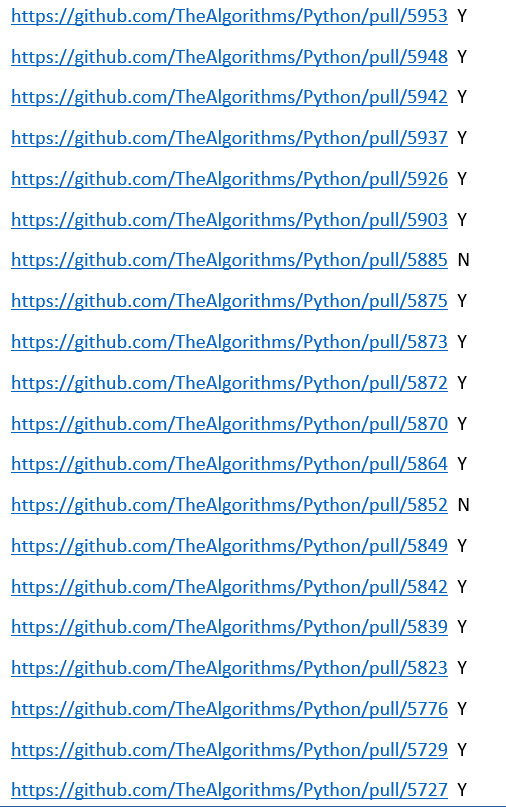 https://github.com/TheAlgorithms/Python/pull/5953 Y
https://github.com/TheAlgorithms/Python/pull/5948 Y
https://github.com/TheAlgorithms/Python/pull/5942 Y
https://github.com/TheAlgorithms/Python/pull/5937 Y
https://github.com/TheAlgorithms/Python/pull/5926 Y
https://github.com/TheAlgorithms/Python/pull/5903 Y
https://github.com/TheAlgorithms/Python/pull/5885 N
https://github.com/TheAlgorithms/Python/pull/5875 Y
https://github.com/TheAlgorithms/Python/pull/5873 Y
https://github.com/TheAlgorithms/Python/pull/5872 Y
https://github.com/TheAlgorithms/Python/pull/5870 Y
https://github.com/TheAlgorithms/Python/pull/5864 Y
https://github.com/TheAlgorithms/Python/pull/5852 N
https://github.com/TheAlgorithms/Python/pull/5849 Y
https://github.com/TheAlgorithms/Python/pull/5842 Y
https://github.com/TheAlgorithms/Python/pull/5839 Y
https://github.com/TheAlgorithms/Python/pull/5823 Y
https://github.com/TheAlgorithms/Python/pull/5776 Y
https://github.com/TheAlgorithms/Python/pull/5729 Y
https://github.com/TheAlgorithms/Python/pull/5727 Y